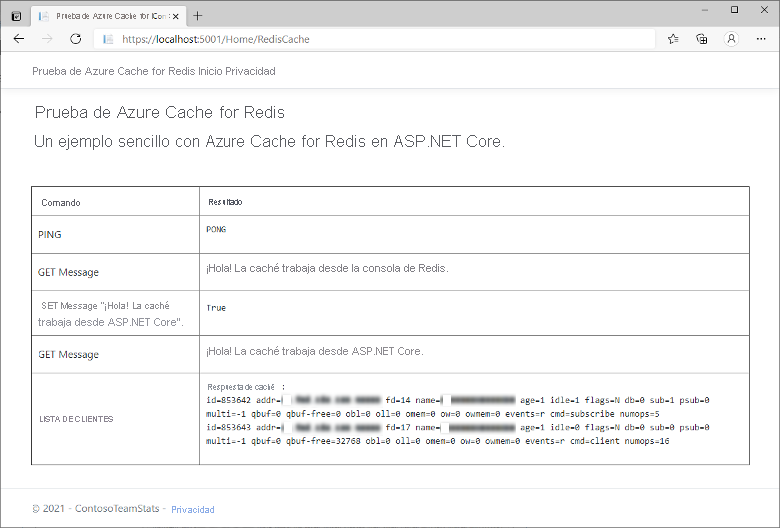 Prueba de Azure Cache for
https://localhost:5001/Home/RedisCache
Prueba de Azure Cache for Redis Inicio Privacidad
Prueba de Azure Cache for Redis
Un ejemplo sencillo con Azure Cache for Redis en ASP.NET Core.
Comando Resultado
PING PONG
GET Message ¡Hola! La caché trabaja desde la consola de Redis.
SET Message "¡Hola! La caché
trabaja desde ASP.NET Core". True
GET Message ¡Hola! La caché trabaja desde ASP.NET Core.
LISTA DE CLIENTES
Respuesta de caché :
id=853642 addr= fd=14 name= age=1 idle=1 flags=N db=0 sub=1 psub=0
multi=-1 qbuf=0 qbuf-free=0 obl=0 oll=0 omem=0 ow=0 owmem=0 events=r cmd=subscribe numops=5
id=853643 addr= fd=17 name= age=1 idle=0 flags=N db=0 sub=0 psub=0
multi=-1 qbuf=0 qbuf-free=32768 obl=0 oll=0 omem=0 ow=0 owmem=0 events=r cmd=client numops=16
© 2021 - ContosoTeamStats - Privacidad